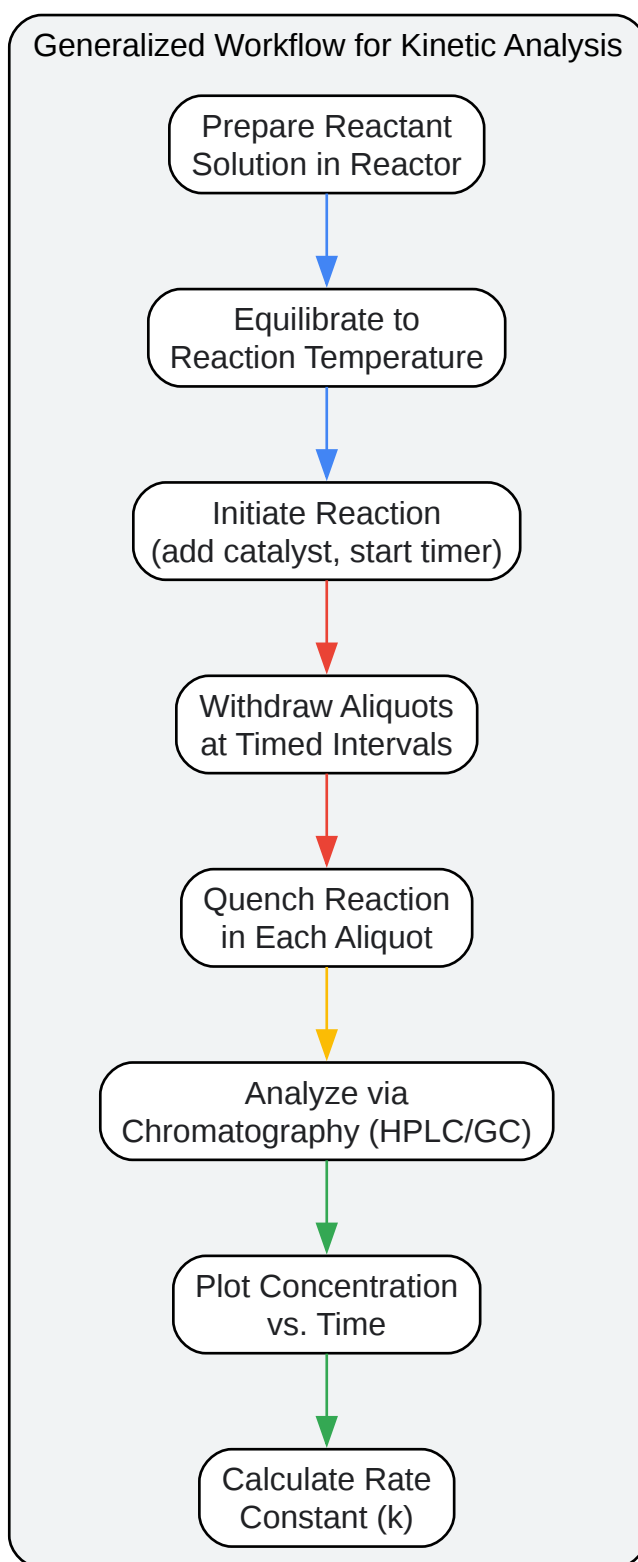 Generalized Workflow for Kinetic Analysis
Prepare Reactant
Solution in Reactor
Equilibrate to
Reaction Temperature
Initiate Reaction
(add catalyst, start timer)
Withdraw Aliquots
at Timed Intervals
Quench Reaction
in Each Aliquot
Analyze via
Chromatography (HPLC/GC)
Plot Concentration
vs. Time
Calculate Rate
Constant (k)